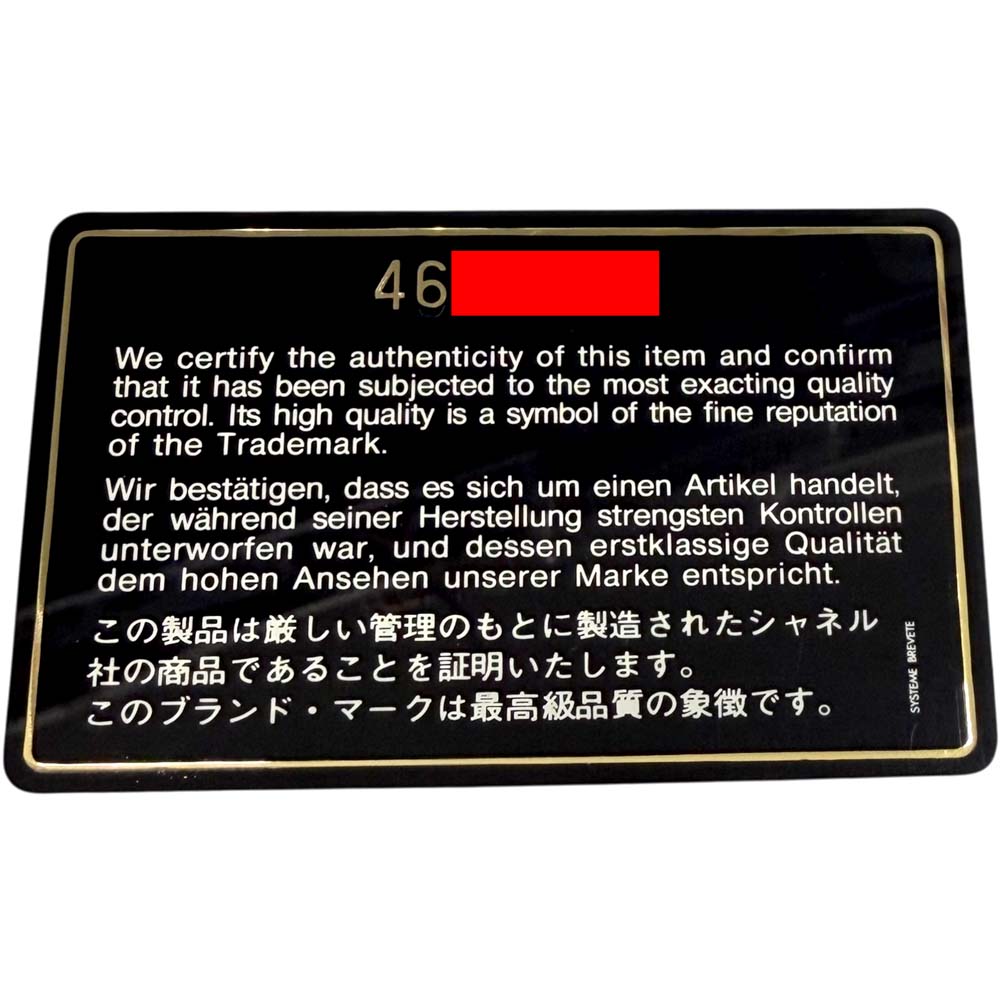 46
We certify the authenticity of this item and confirm
that it has been subjected to the most exacting quality
control. Its high quality is a symbol of the fine reputation
of the Trademark.
Wir bestätigen, dass es sich um einen Artikel handelt,
der während seiner Herstellung strengsten Kontrollen
unterworfen war, und dessen erstklassige Qualität
dem hohen Ansehen unserer Marke entspricht.
この製品は厳しい管理のもとに製造されたシャネル
社の商品であることを証明いたします。
このブランド・マークは最高級品質の象徴です。
SYSTEME BREVETE